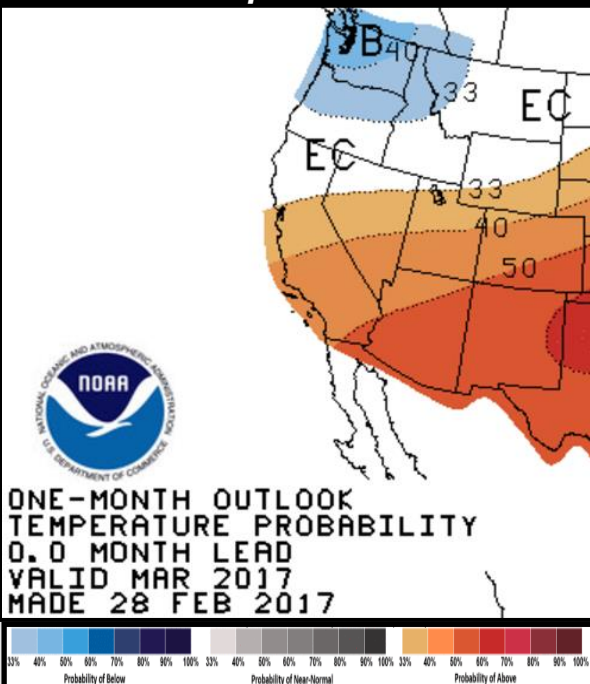 B 40
33
EC
EC
33
40
50
NATIONAL OCEANIC AND ATMOSPHERIC ADMINISTRATION
NOAA
U.S. DEPARTMENT OF COMMERCE
ONE-MONTH OUTLOOK
TEMPERATURE PROBABILITY
0.0 MONTH LEAD
VALID MAR 2017
MADE 28 FEB 2017
33% 40% 50% 60% 70% 80% 90% 100% 33% 40% 50% 60% 70% 80% 90% 100% 33% 40% 50% 60% 70% 80% 90% 100%
Probability of Below Probability of Near-Normal Probability of Above